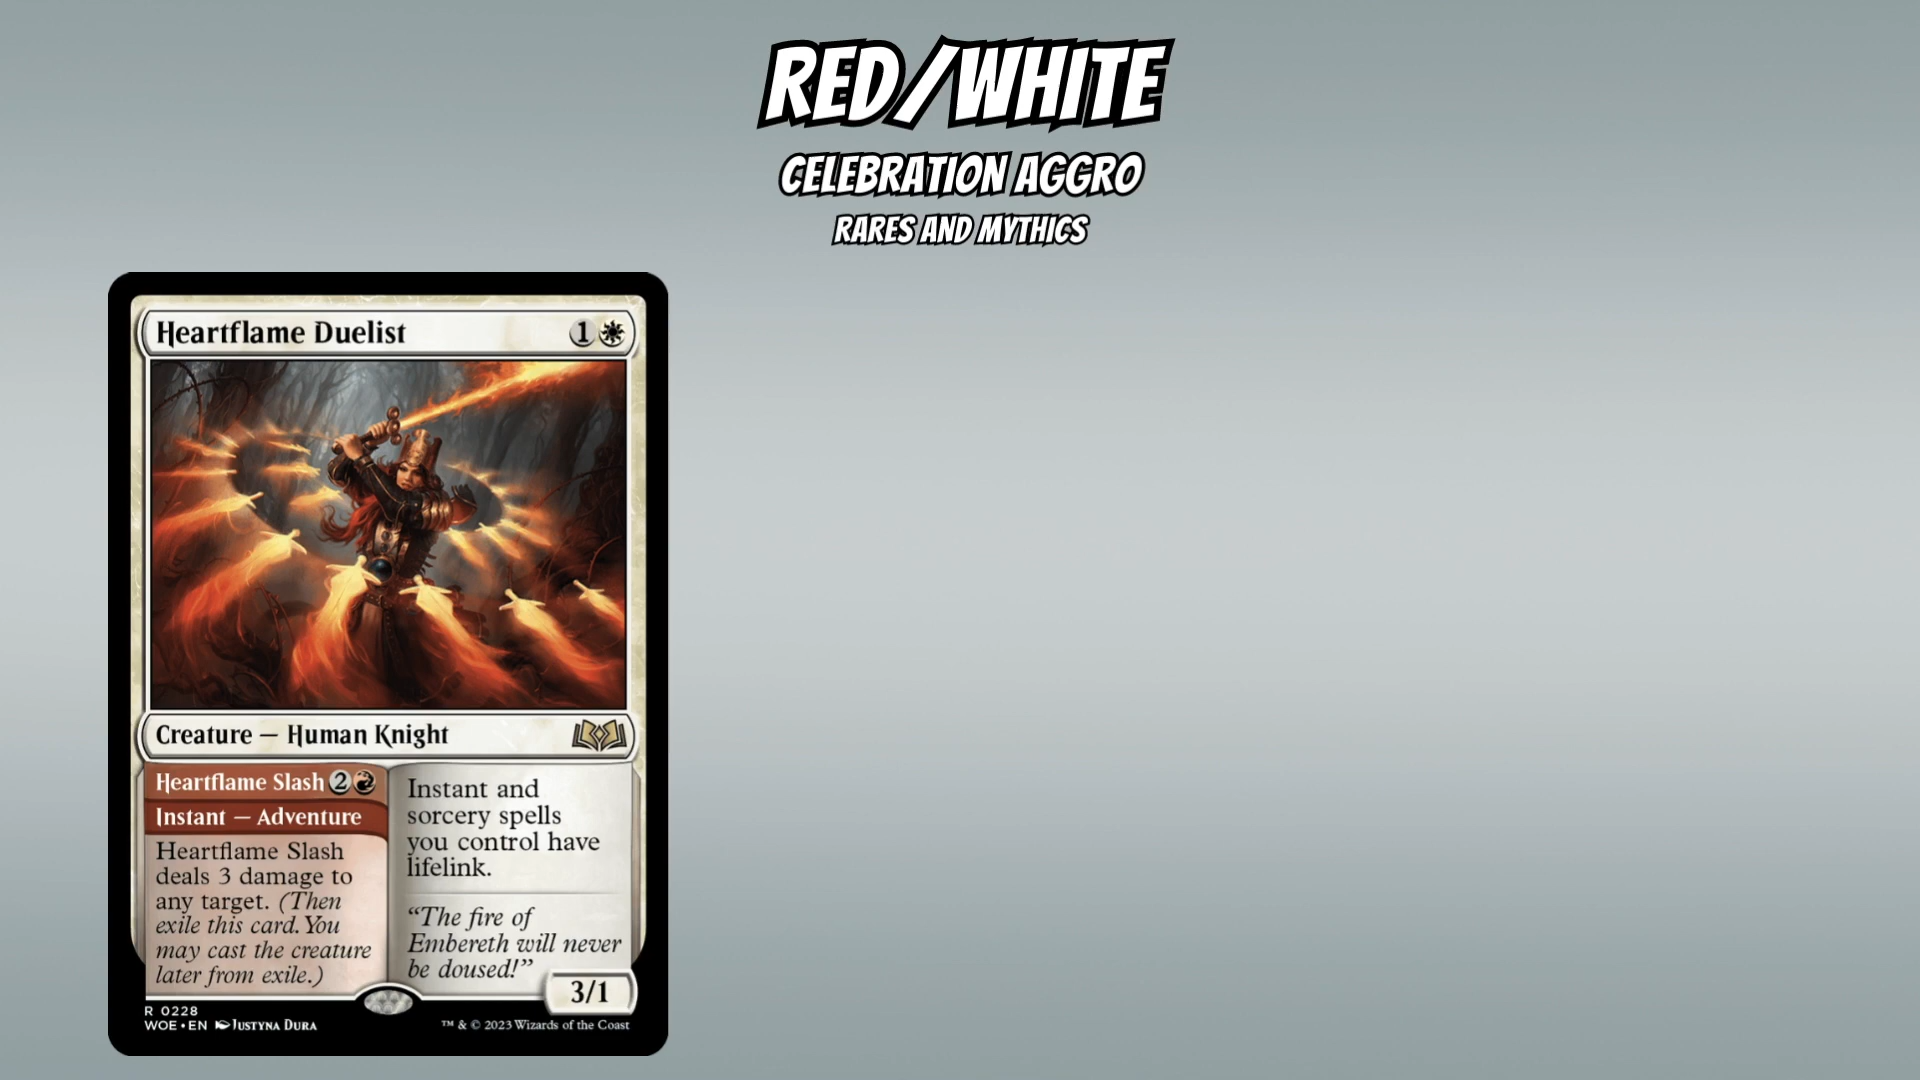 RED/WHITE
CELEBRATION AGGRO
RARES AND MYTHICS
Heartflame Duelist 1
Creature — Human Knight
Heartflame Slash 2
Instant — Adventure
Heartflame Slash
deals 3 damage to
any target. (Then
exile this card. You
may cast the creature
later from exile.)
Instant and
sorcery spells
you control have
lifelink.
“The fire of
Embereth will never
be doused!”
3/1
R 0228
WOE • EN Justyna Dura
™ & © 2023 Wizards of the Coast